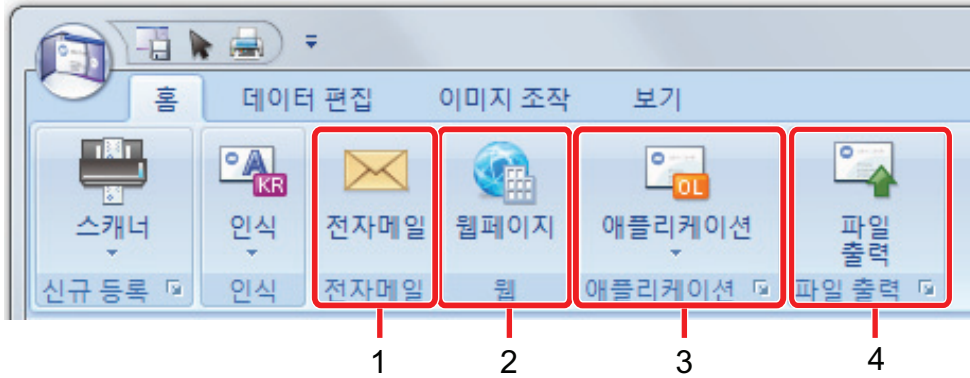 홈 데이터 편집 이미지 조작 보기
KR OL
스캐너 인식 전자메일 웹페이지 애플리케이션 파일
출력
신규 등록 인식 전자메일 웹 애플리케이션 파일 출력
1 2 3 4